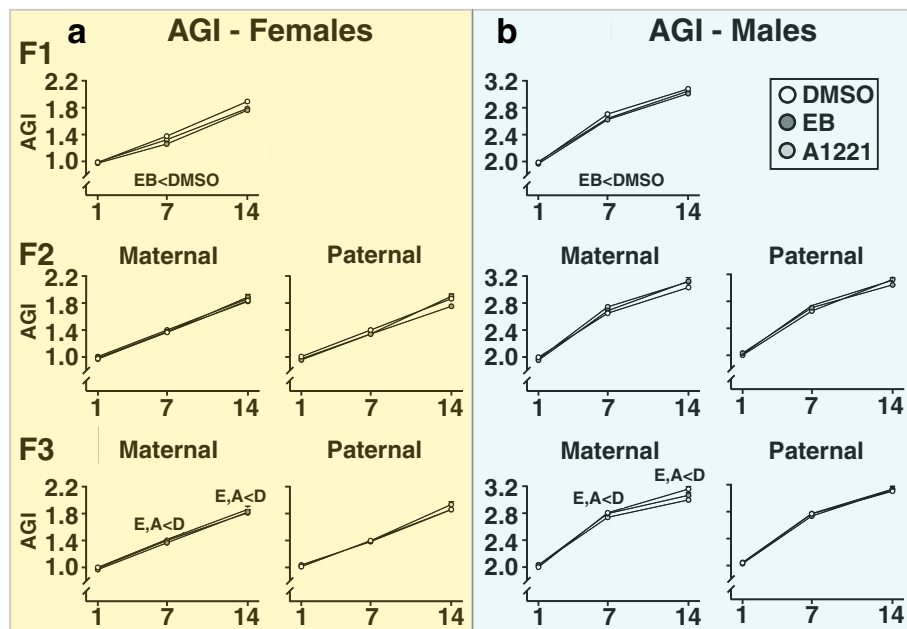 a AGI - Females
F1
AGI
2.2
1.8
1.4
1.0
EB<DMSO
1 7 14
F2
Maternal Paternal
AGI
2.2
1.8
1.4
1.0
1 7 14 1 7 14
F3
Maternal Paternal
AGI
2.2
1.8
1.4
1.0
E,A<D
E,A<D
1 7 14 1 7 14
b AGI - Males
3.2
2.8
2.4
2.0
EB<DMSO
1 7 14
DMSO
EB
A1221
Maternal Paternal
3.2
2.8
2.4
2.0
1 7 14 1 7 14
Maternal Paternal
3.2
2.8
2.4
2.0
E,A<D
E,A<D
1 7 14 1 7 14